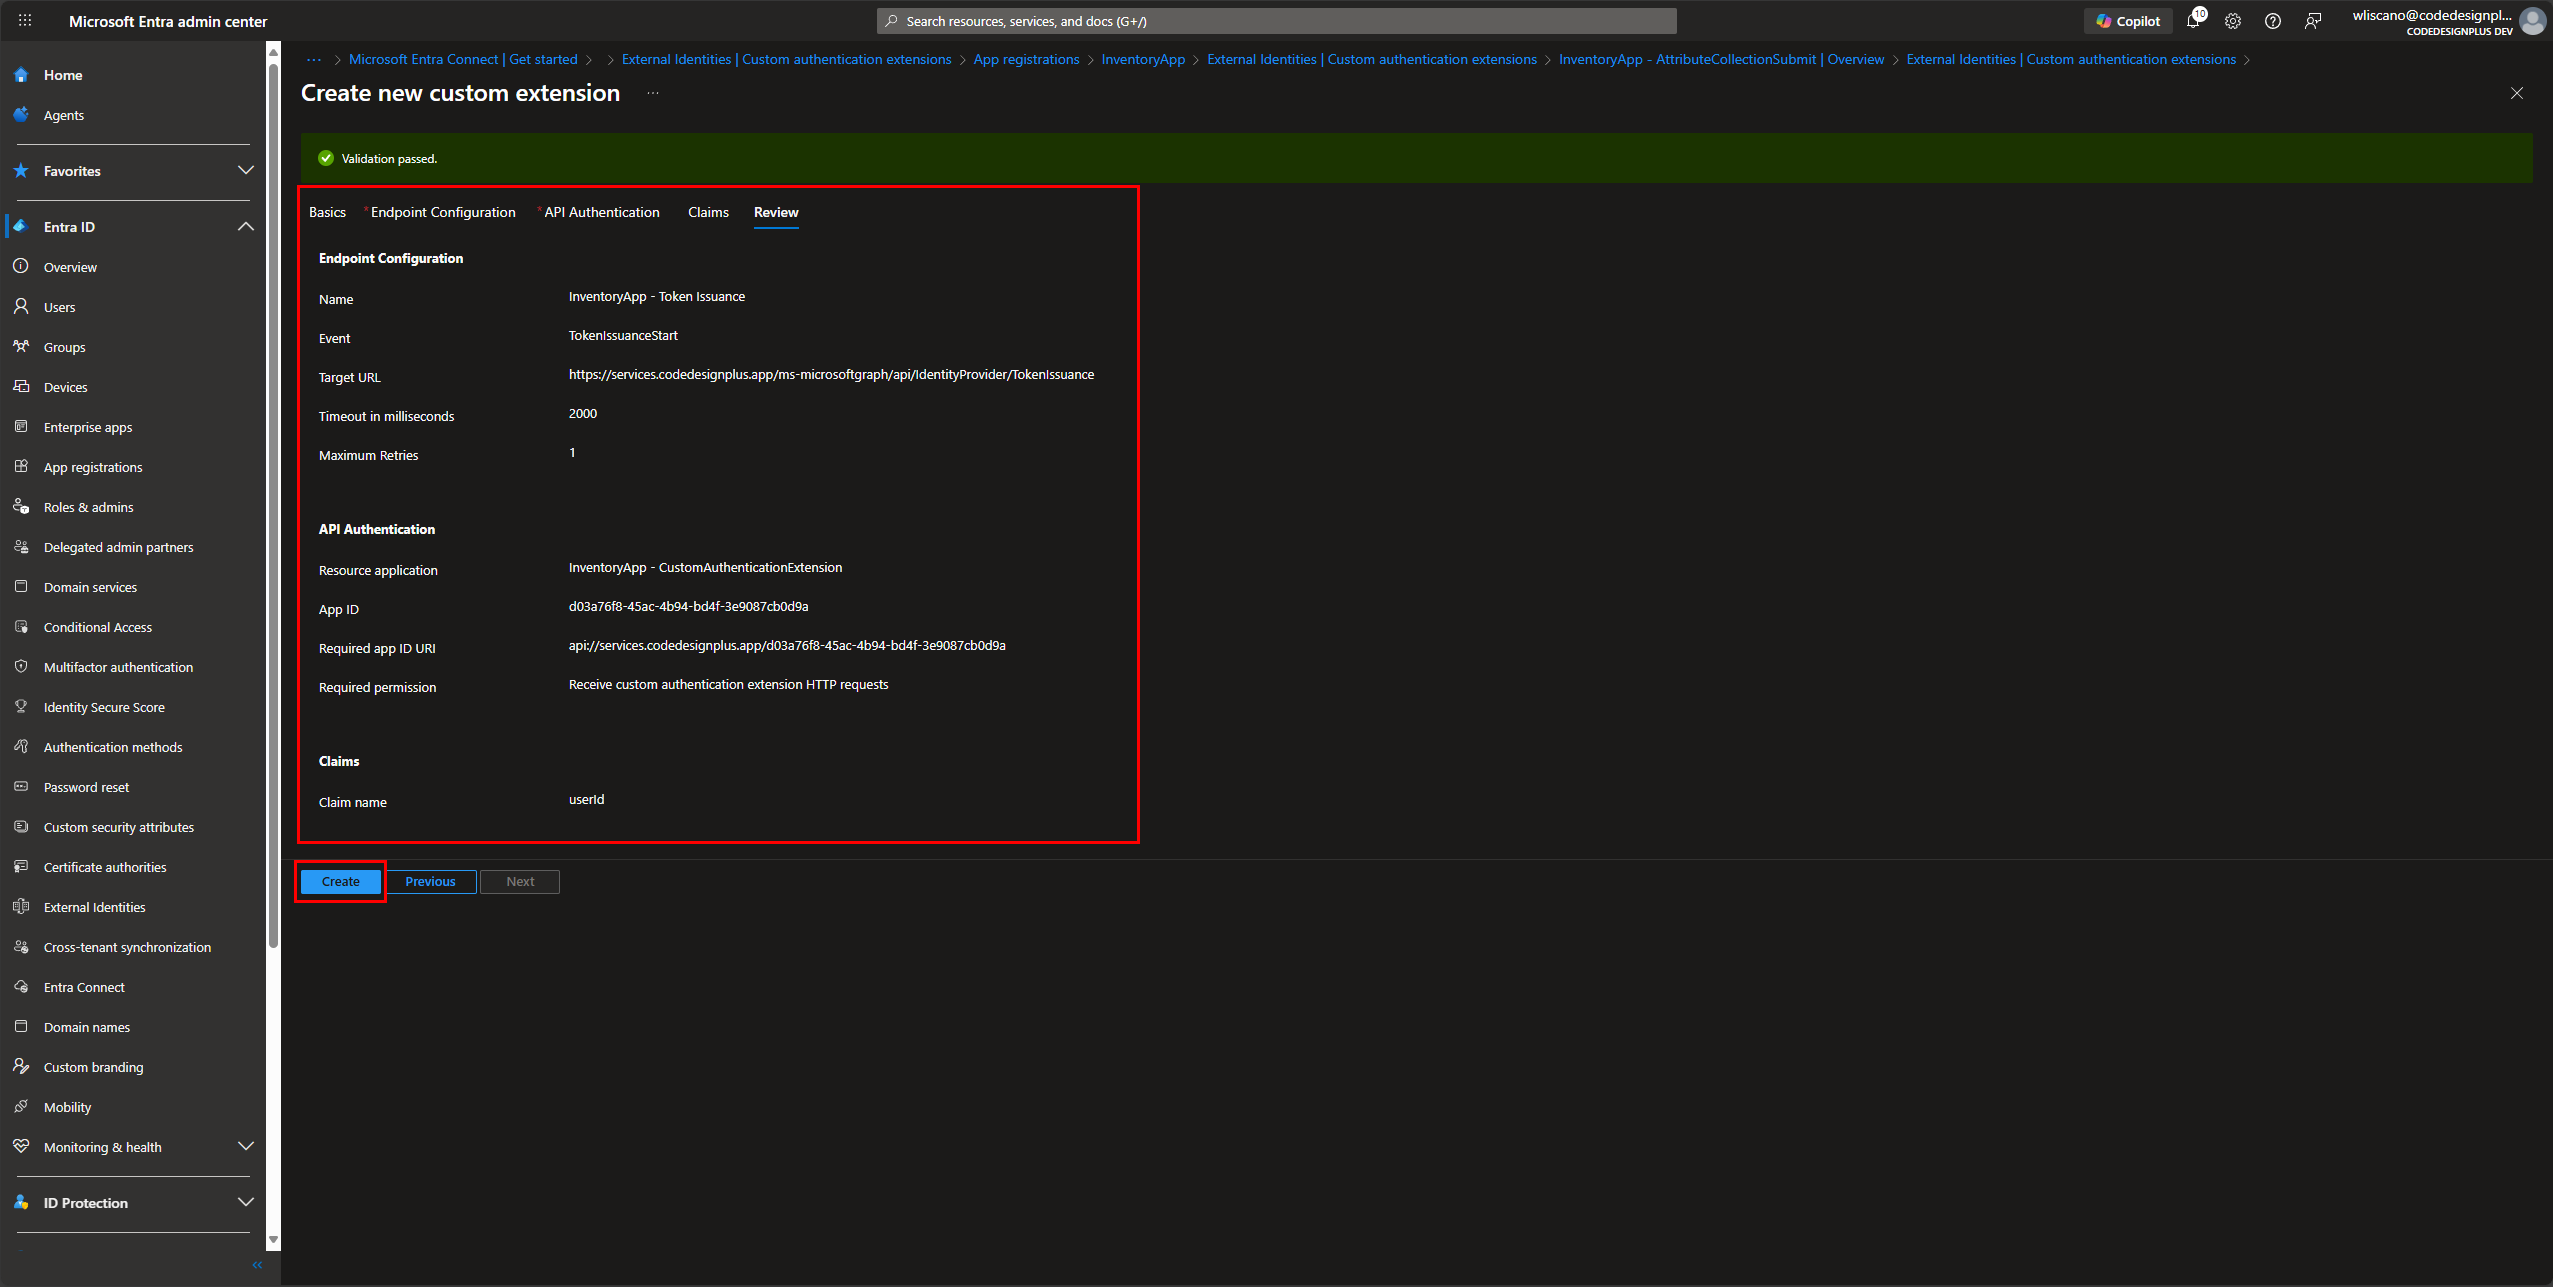 Microsoft Entra admin center
Search resources, services, and docs (G+/)
Copilot
10
wliscano@codedesignpl...
CODEDESIGNPLUS DEV
Home
Agents
Favorites
Entra ID
Overview
Users
Groups
Devices
Enterprise apps
App registrations
Roles & admins
Delegated admin partners
Domain services
Conditional Access
Multifactor authentication
Identity Secure Score
Authentication methods
Password reset
Custom security attributes
Certificate authorities
External Identities
Cross-tenant synchronization
Entra Connect
Domain names
Custom branding
Mobility
Monitoring & health
ID Protection
... > Microsoft Entra Connect | Get started > > External Identities | Custom authentication extensions > App registrations > InventoryApp > External Identities | Custom authentication extensions > InventoryApp - AttributeCollectionSubmit | Overview > External Identities | Custom authentication extensions >
Create new custom extension ...
Validation passed.
Basics * Endpoint Configuration * API Authentication Claims Review
Endpoint Configuration
Name InventoryApp - Token Issuance
Event TokenIssuanceStart
Target URL https://services.codedesignplus.app/ms-microsoftgraph/api/IdentityProvider/TokenIssuance
Timeout in milliseconds 2000
Maximum Retries 1
API Authentication
Resource application InventoryApp - CustomAuthenticationExtension
App ID d03a76f8-45ac-4b94-bd4f-3e9087cb0d9a
Required app ID URI api://services.codedesignplus.app/d03a76f8-45ac-4b94-bd4f-3e9087cb0d9a
Required permission Receive custom authentication extension HTTP requests
Claims
Claim name userId
Create Previous Next